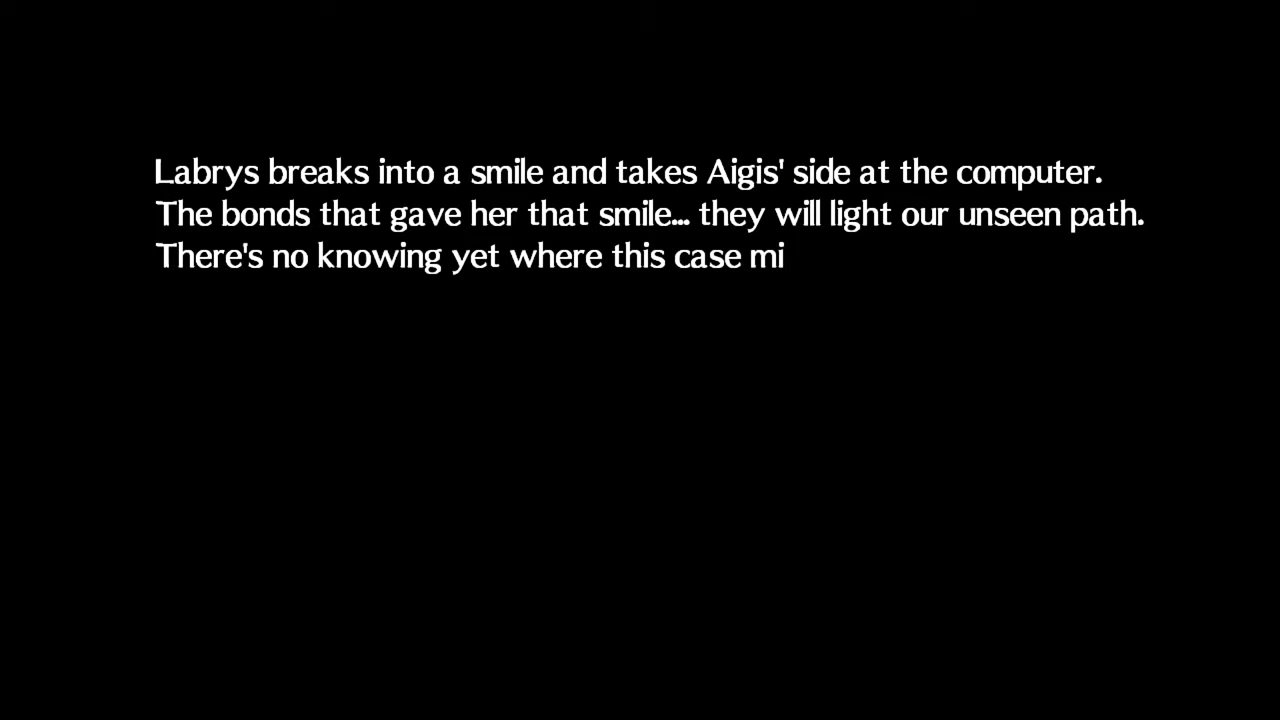 Labrys breaks into a smile and takes Aigis' side at the computer.
The bonds that gave her that smile... they will light our unseen path.
There's no knowing yet where this case mi